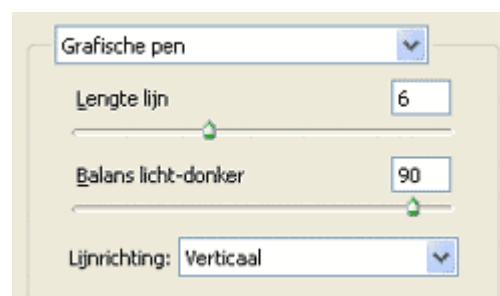 Grafische pen
Lengte lijn 6
Balans licht-donker 90
Lijnrichting: Verticaal